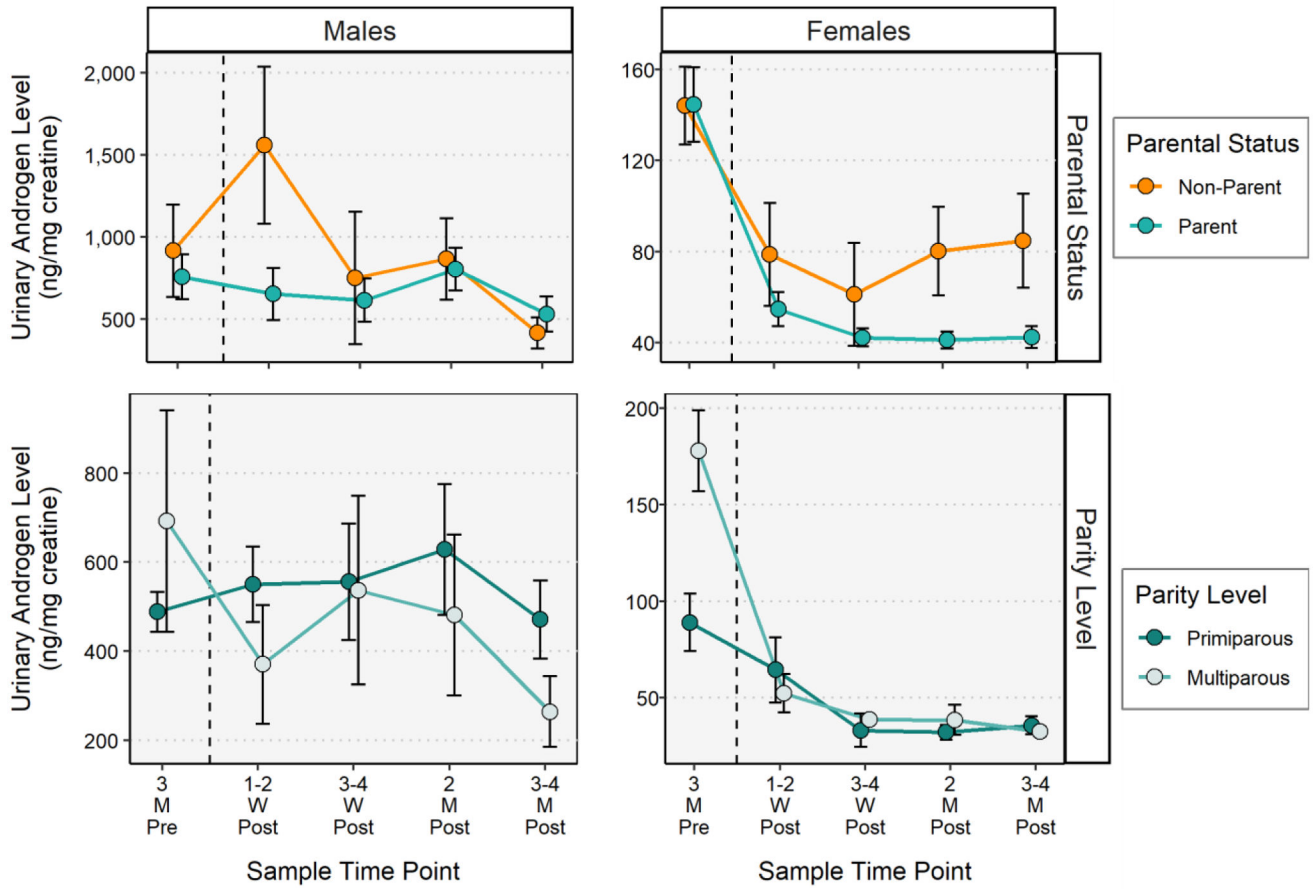 Males
Females
Urinary Androgen Level
(ng/mg creatine)
2,000
1,500
1,000
500
160
120
80
40
Parental Status
Parental Status
Non-Parent
Parent
Urinary Androgen Level
(ng/mg creatine)
800
600
400
200
200
150
100
50
Parity Level
Parity Level
Primiparous
Multiparous
3 1-2 3-4 2 3-4
M W W M M
Pre Post Post Post Post
3 1-2 3-4 2 3-4
M W W M M
Pre Post Post Post Post
Sample Time Point
Sample Time Point